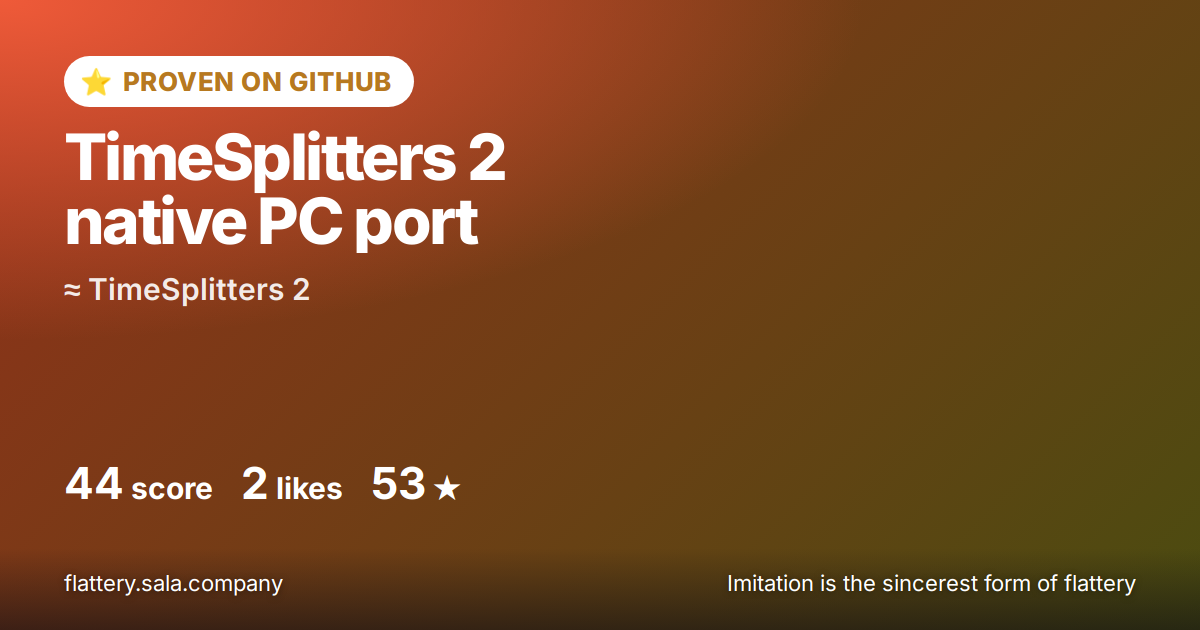 ⭐ PROVEN ON GITHUB
TimeSplitters 2
native PC port
≈ TimeSplitters 2
44 score 2 likes 53 ★
flattery.sala.company
Imitation is the sincerest form of flattery